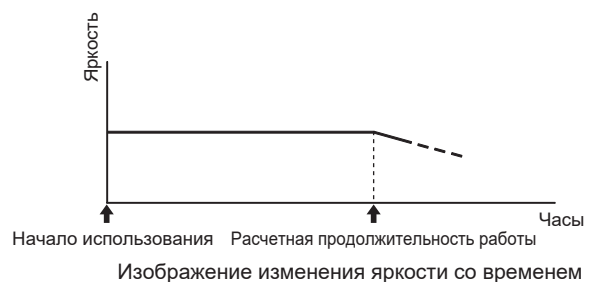 Яркость
Часы
Начало использования
Расчетная продолжительность работы
Изображение изменения яркости со временем